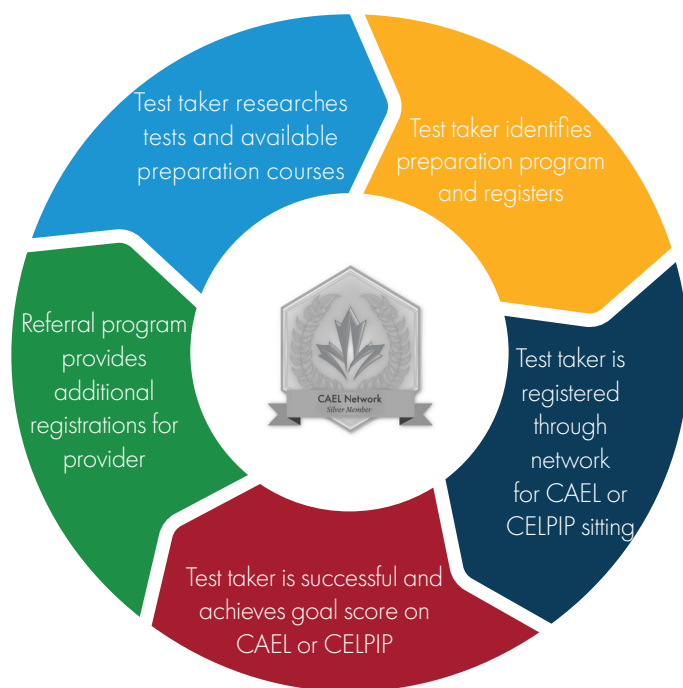 Test taker researches
tests and available
preparation courses
Test taker identifies
preparation program
and registers
Test taker is
registered
through
network
for CAEL or
CELPIP sitting
Test taker is successful and
achieves goal score on
CAEL or CELPIP
Referral program
provides
additional
registrations for
provider
CAEL Network
Silver Member